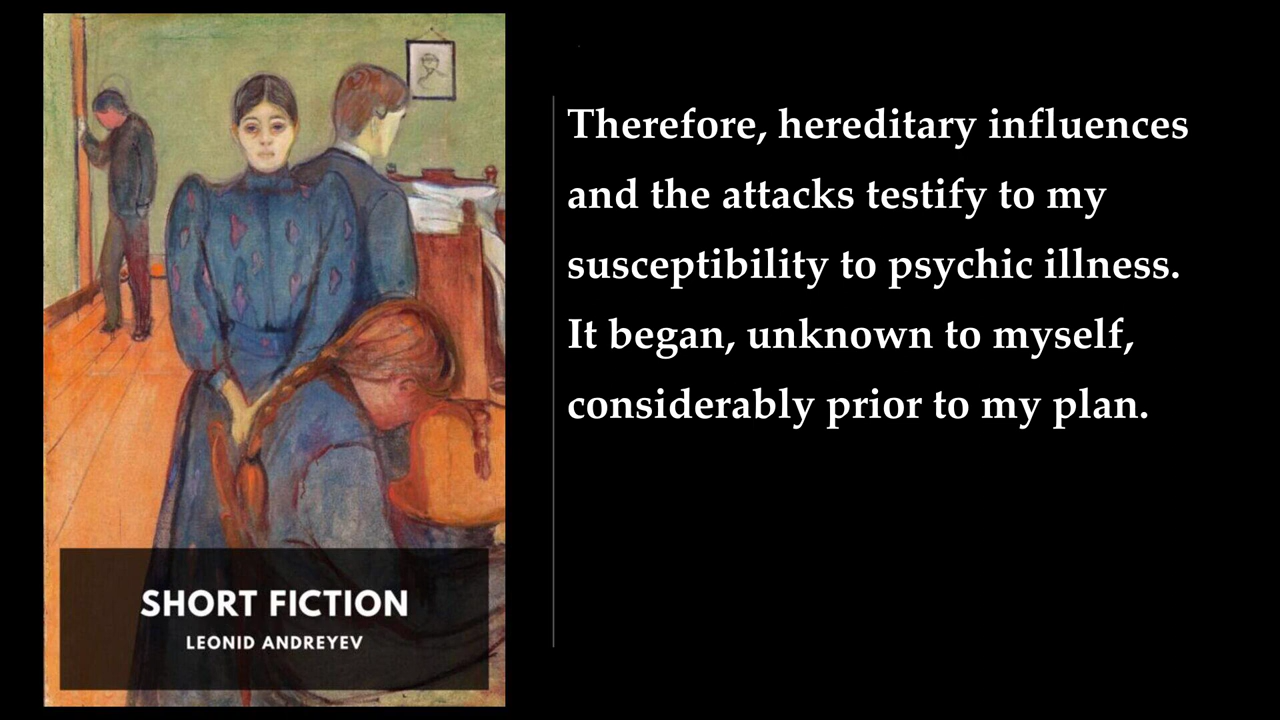 SHORT FICTION
LEONID ANDREYEV
Therefore, hereditary influences
and the attacks testify to my
susceptibility to psychic illness.
It began, unknown to myself,
considerably prior to my plan.